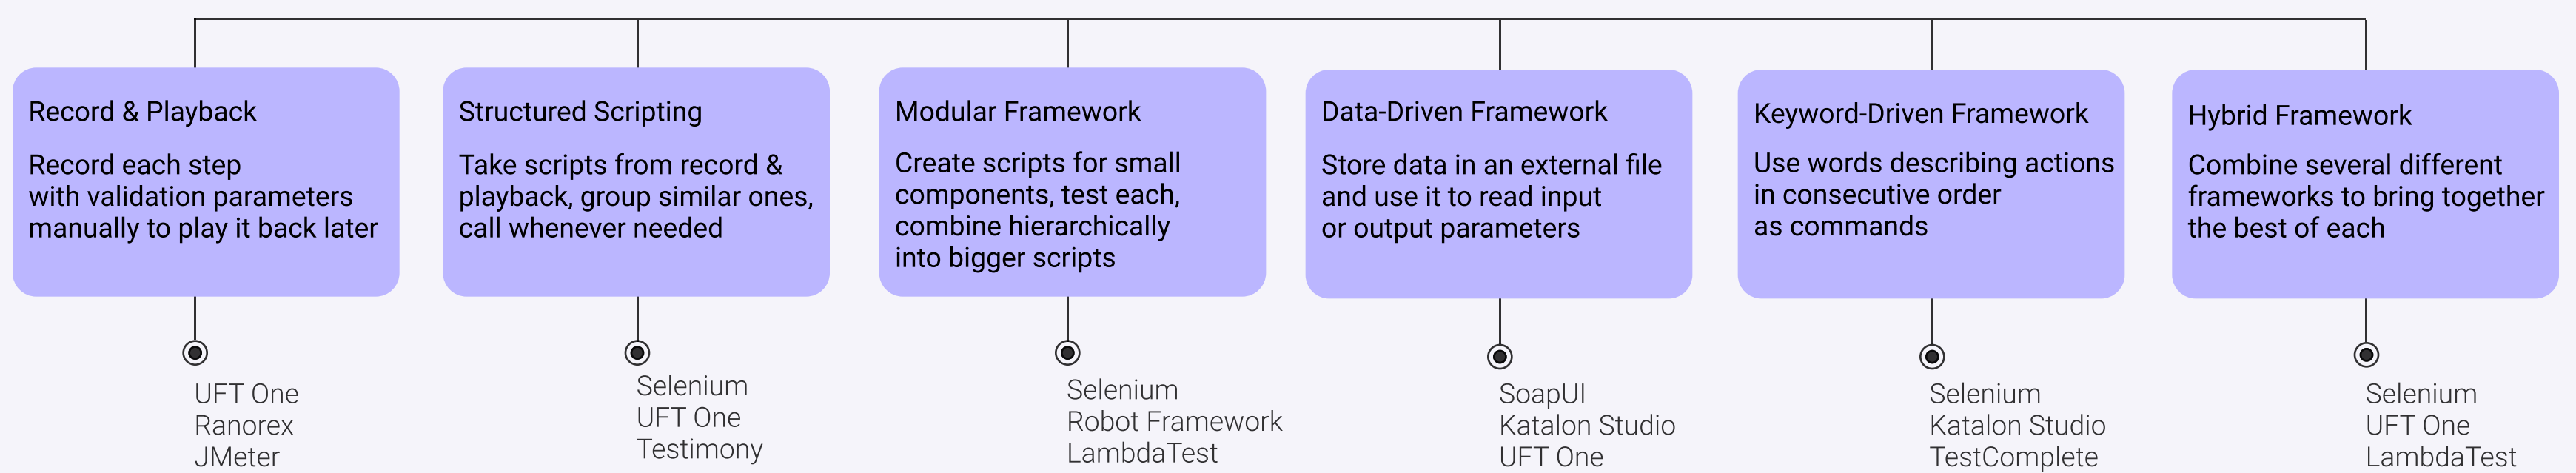 Record & Playback
Record each step
with validation parameters
manually to play it back later
UFT One
Ranorex
JMeter
Structured Scripting
Take scripts from record &
playback, group similar ones,
call whenever needed
Selenium
UFT One
Testimony
Modular Framework
Create scripts for small
components, test each,
combine hierarchically
into bigger scripts
Selenium
Robot Framework
LambdaTest
Data-Driven Framework
Store data in an external file
and use it to read input
or output parameters
SoapUI
Katalon Studio
UFT One
Keyword-Driven Framework
Use words describing actions
in consecutive order
as commands
Selenium
Katalon Studio
TestComplete
Hybrid Framework
Combine several different
frameworks to bring together
the best of each
Selenium
UFT One
LambdaTest